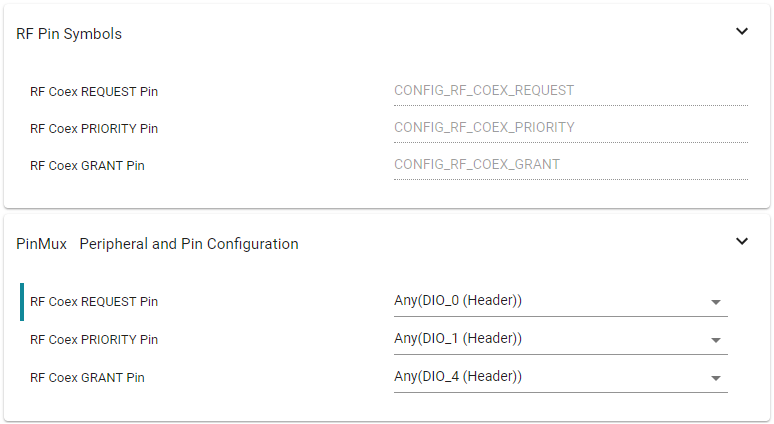 RF Pin Symbols
RF Coex REQUEST Pin CONFIG_RF_COEX_REQUEST
RF Coex PRIORITY Pin CONFIG_RF_COEX_PRIORITY
RF Coex GRANT Pin CONFIG_RF_COEX_GRANT
PinMux Peripheral and Pin Configuration
RF Coex REQUEST Pin Any(DIO_0 (Header))
RF Coex PRIORITY Pin Any(DIO_1 (Header))
RF Coex GRANT Pin Any(DIO_4 (Header))